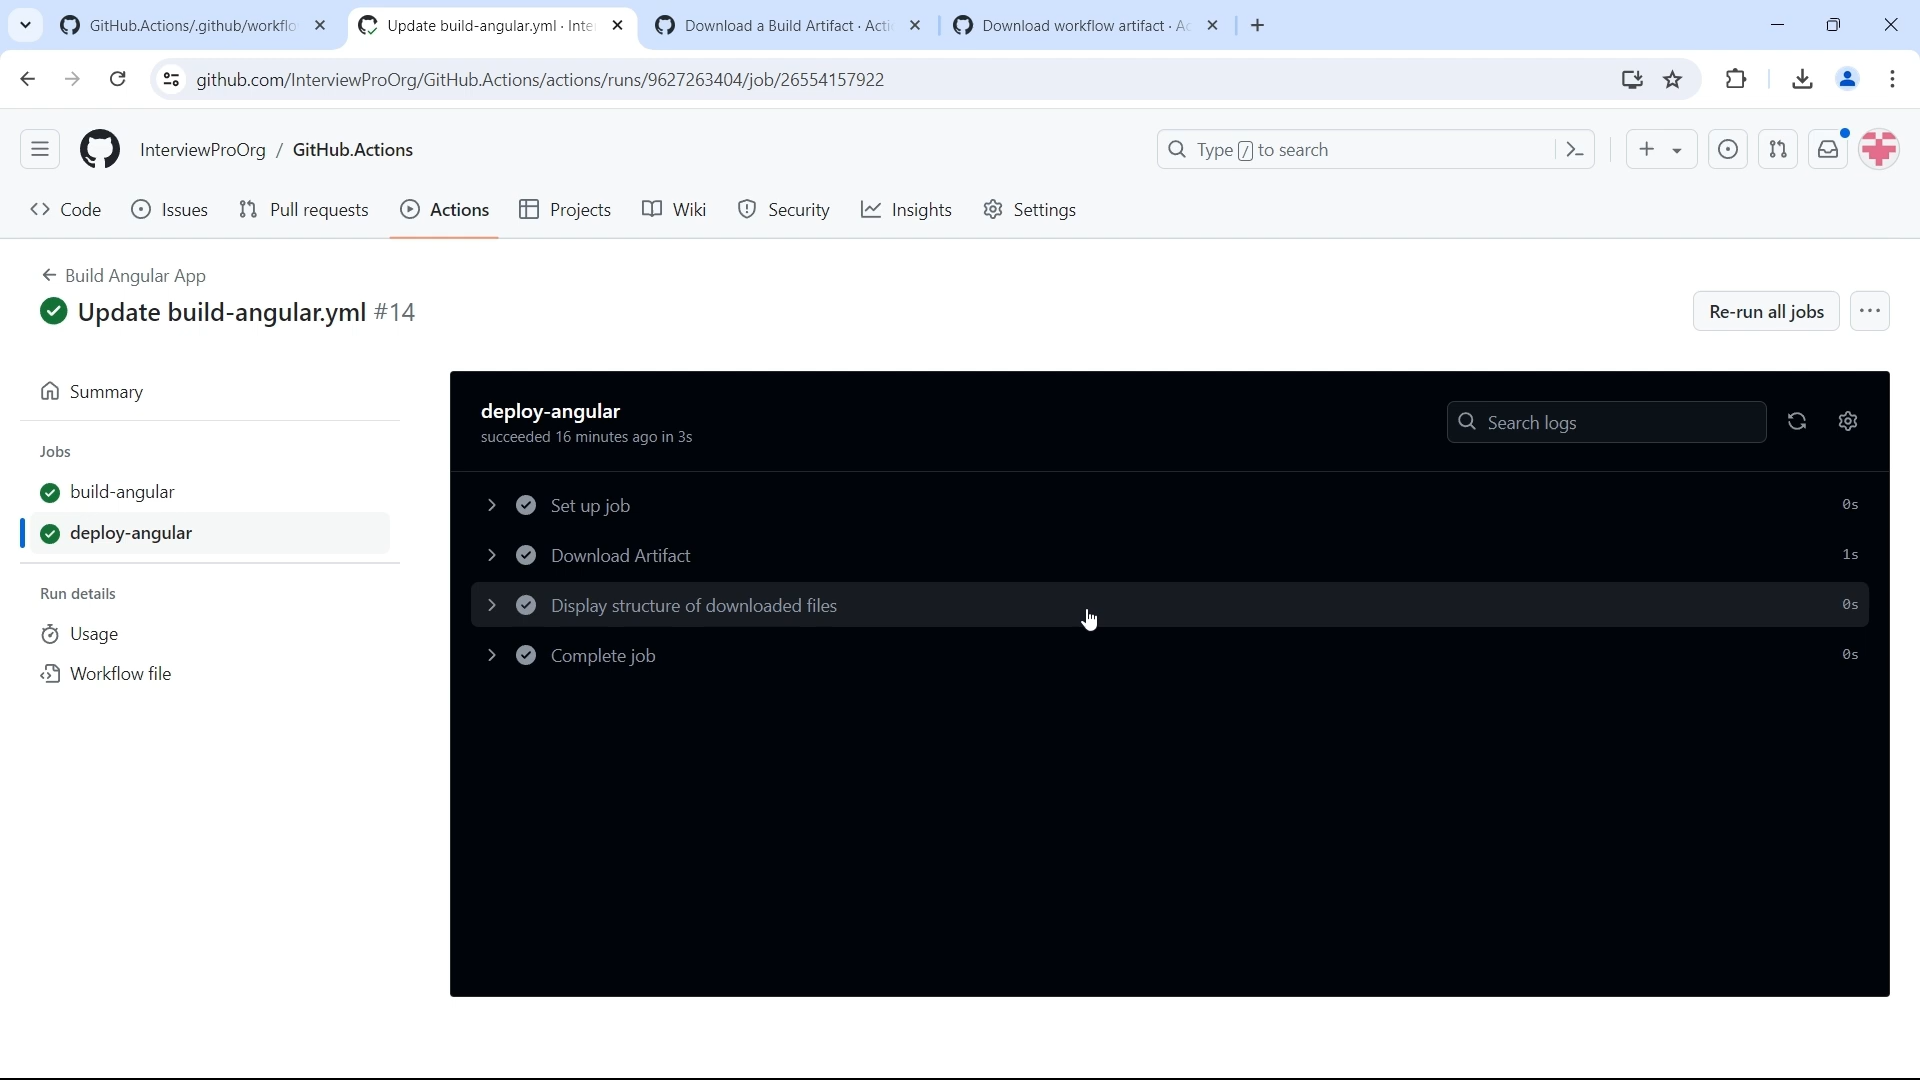 GitHub.Actions/.github/workflo
Update build-angular.yml · Inte
Download a Build Artifact · Acti
Download workflow artifact · Ac
github.com/InterviewProOrg/GitHub.Actions/actions/runs/9627263404/job/26554157922
InterviewProOrg / GitHub.Actions
Type / to search
Code
Issues
Pull requests
Actions
Projects
Wiki
Security
Insights
Settings
← Build Angular App
Update build-angular.yml #14
Re-run all jobs
Summary
Jobs
build-angular
deploy-angular
Run details
Usage
Workflow file
deploy-angular
succeeded 16 minutes ago in 3s
Search logs
Set up job 0s
Download Artifact 1s
Display structure of downloaded files 0s
Complete job 0s